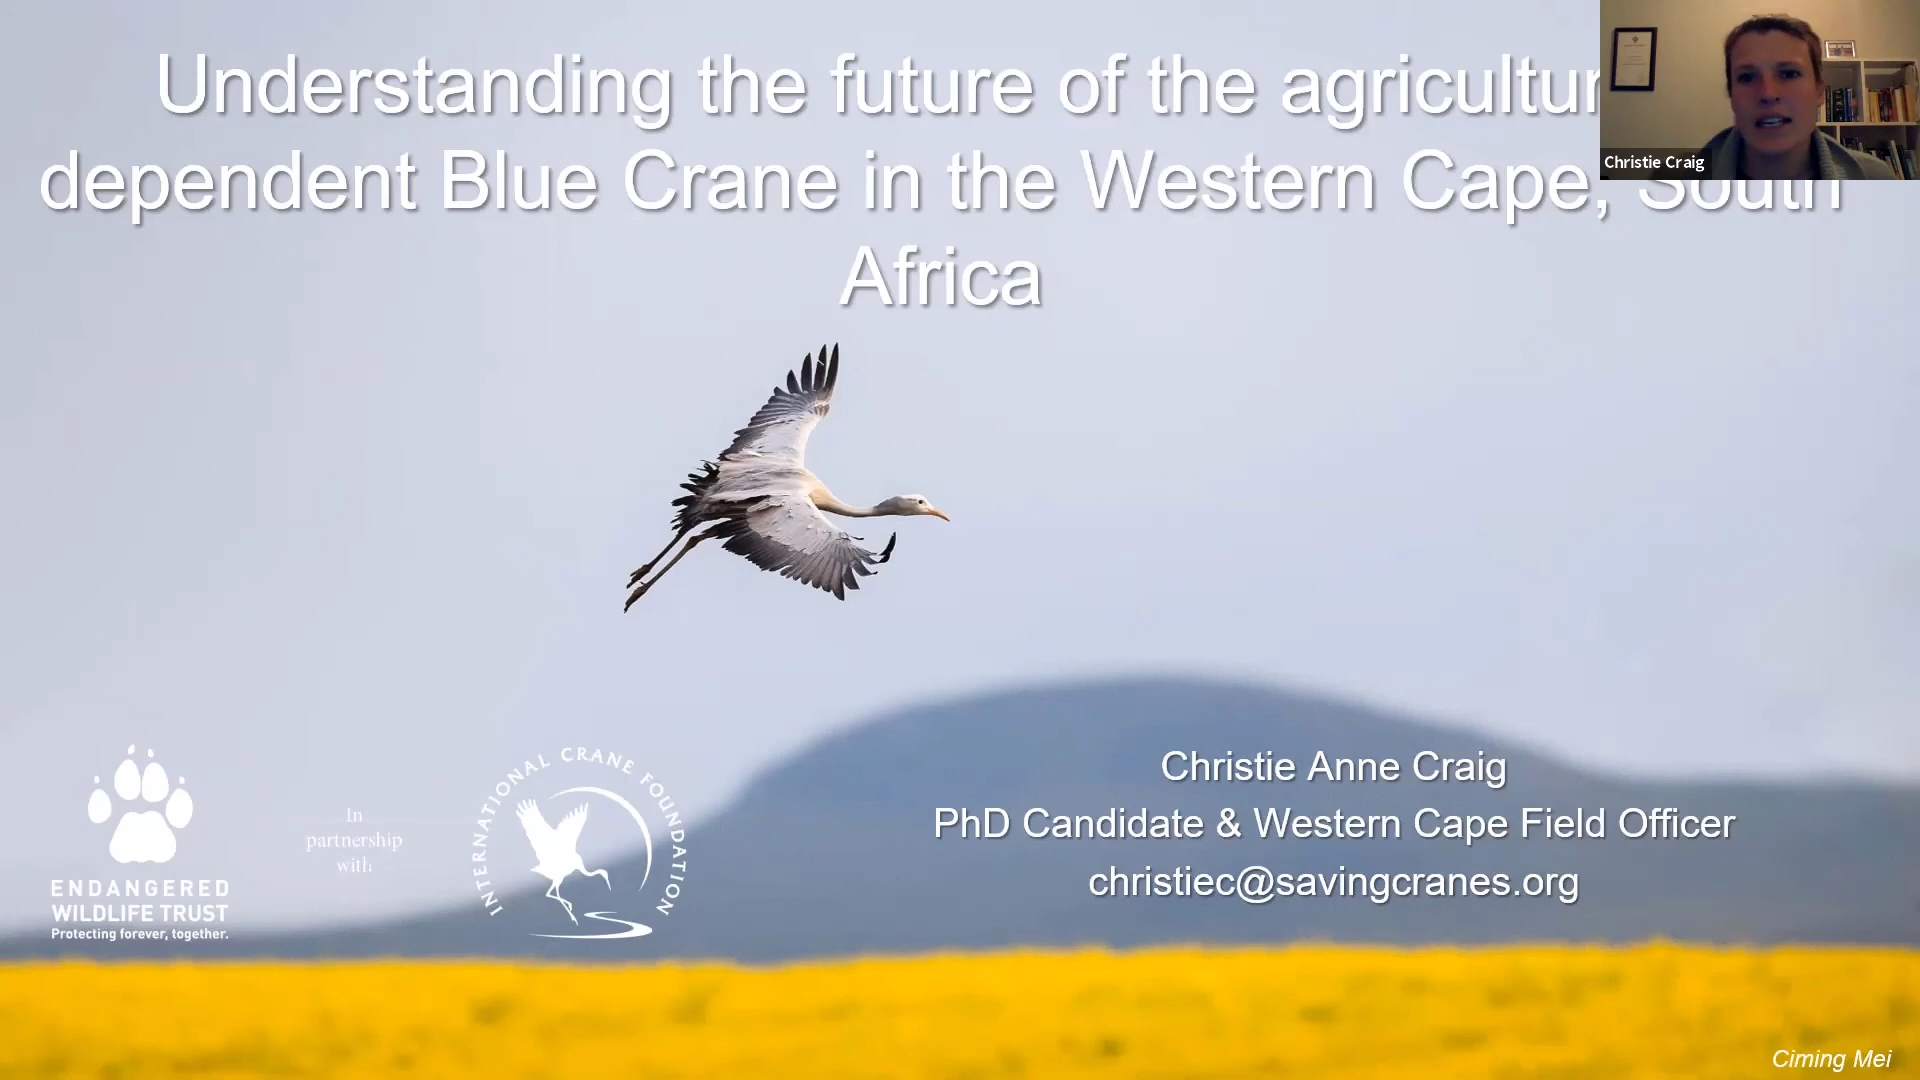 Understanding the future of the agricultur
dependent Blue Crane in the Western Cape, South
Africa
Christie Craig
Christie Anne Craig
PhD Candidate & Western Cape Field Officer
christiec@savingcranes.org
ENDANGERED
WILDLIFE TRUST
Protecting forever, together.
In
partnership
with
INTERNATIONAL CRANE FOUNDATION
Ciming Mei